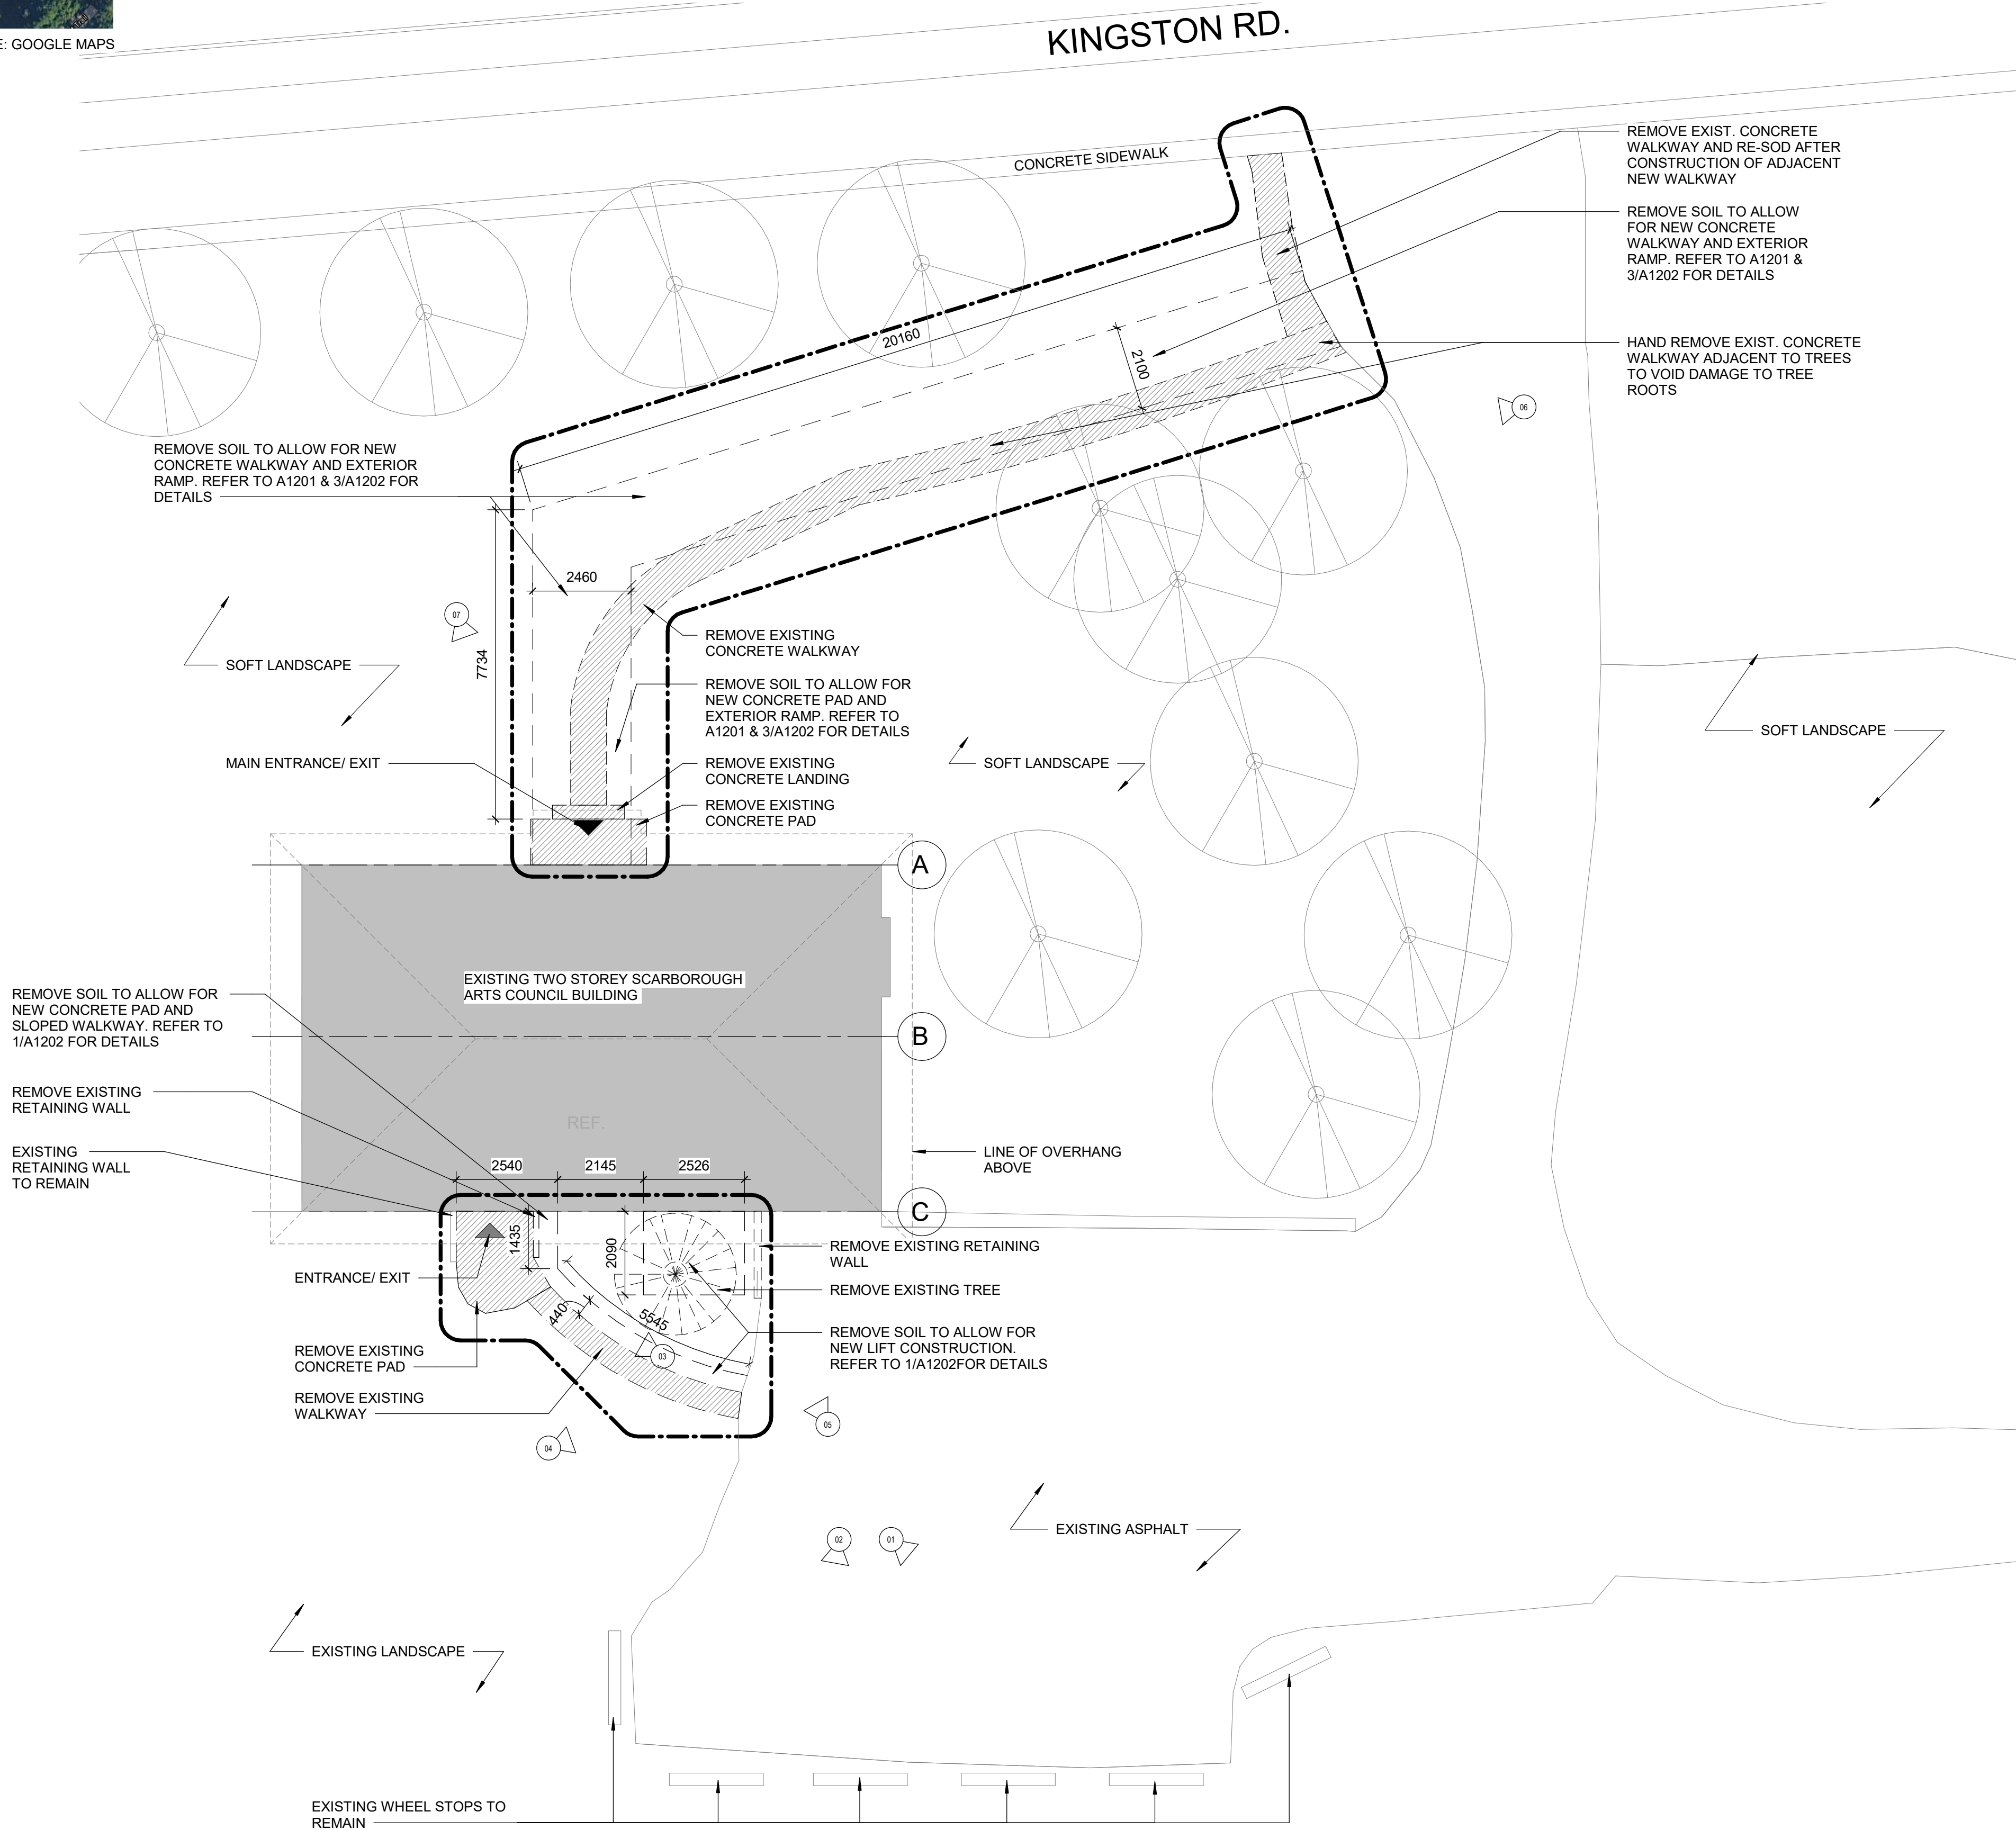 E: GOOGLE MAPS
KINGSTON RD.
CONCRETE SIDEWALK
REMOVE EXIST. CONCRETE
WALKWAY AND RE-SOD AFTER
CONSTRUCTION OF ADJACENT
NEW WALKWAY
REMOVE SOIL TO ALLOW
FOR NEW CONCRETE
WALKWAY AND EXTERIOR
RAMP. REFER TO A1201 &
3/A1202 FOR DETAILS
20160
2100
HAND REMOVE EXIST. CONCRETE
WALKWAY ADJACENT TO TREES
TO VOID DAMAGE TO TREE
ROOTS
06
REMOVE SOIL TO ALLOW FOR NEW
CONCRETE WALKWAY AND EXTERIOR
RAMP. REFER TO A1201 & 3/A1202 FOR
DETAILS
2460
07
7734
SOFT LANDSCAPE
REMOVE EXISTING
CONCRETE WALKWAY
REMOVE SOIL TO ALLOW FOR
NEW CONCRETE PAD AND
EXTERIOR RAMP. REFER TO
A1201 & 3/A1202 FOR DETAILS
SOFT LANDSCAPE
MAIN ENTRANCE/ EXIT
REMOVE EXISTING
CONCRETE LANDING
SOFT LANDSCAPE
REMOVE EXISTING
CONCRETE PAD
A
EXISTING TWO STOREY SCARBOROUGH
ARTS COUNCIL BUILDING
REMOVE SOIL TO ALLOW FOR
NEW CONCRETE PAD AND
SLOPED WALKWAY. REFER TO
1/A1202 FOR DETAILS
B
REMOVE EXISTING
RETAINING WALL
REF.
EXISTING
RETAINING WALL
TO REMAIN
LINE OF OVERHANG
ABOVE
2540
2145
2526
C
1435
2090
REMOVE EXISTING RETAINING
WALL
ENTRANCE/ EXIT
REMOVE EXISTING TREE
440
5545
REMOVE SOIL TO ALLOW FOR
NEW LIFT CONSTRUCTION.
REFER TO 1/A1202FOR DETAILS
03
REMOVE EXISTING
CONCRETE PAD
REMOVE EXISTING
WALKWAY
05
04
02
01
EXISTING ASPHALT
EXISTING LANDSCAPE
EXISTING WHEEL STOPS TO
REMAIN